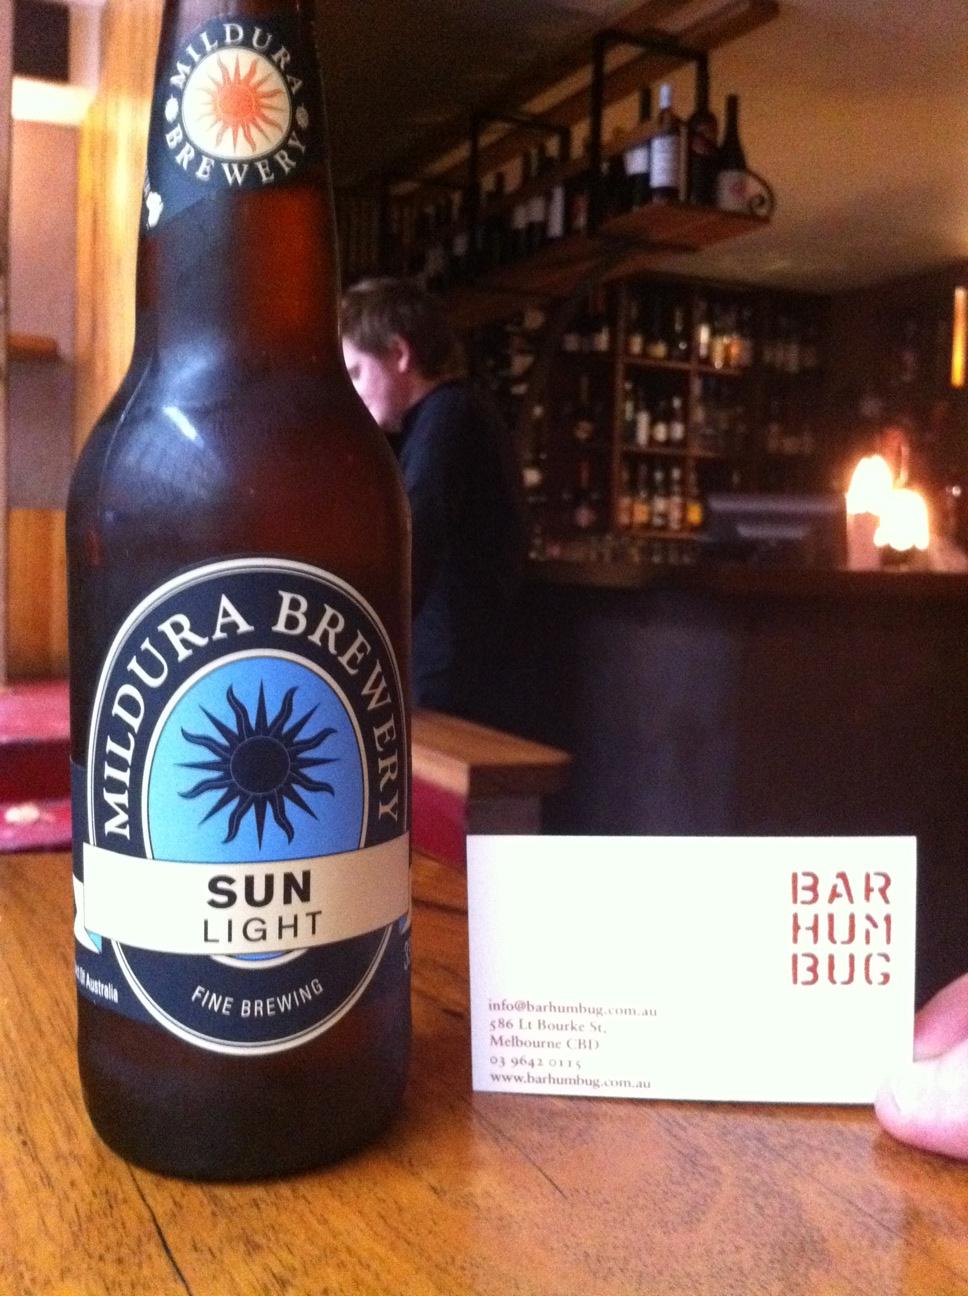 MILDURA
BREWERY
MILDURA BREWERY
SUN
LIGHT
FINE BREWING
Of Australia
BAR
HUM
BUG
info@barhumbug.com.au
586 Lt Bourke St,
Melbourne CBD
03 9642 0115
www.barhumbug.com.au